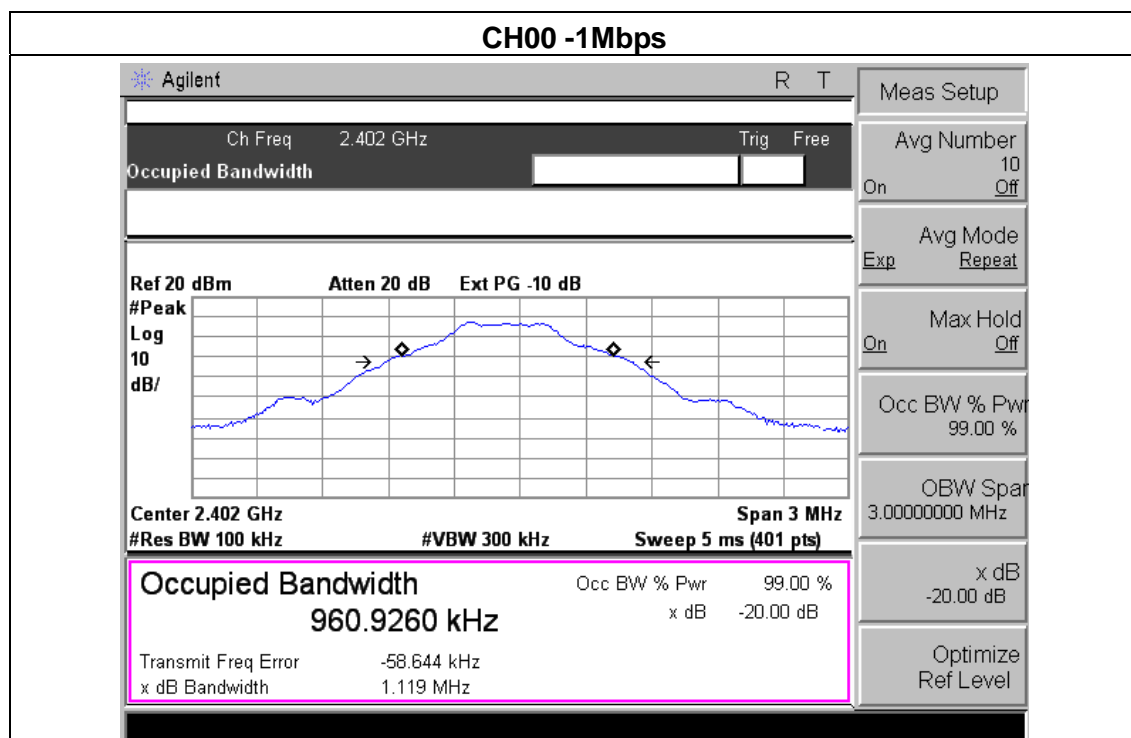 CH00 -1Mbps
Agilent R T
Ch Freq 2.402 GHz Trig Free
Occupied Bandwidth
Ref 20 dBm Atten 20 dB Ext PG -10 dB
#Peak
Log
10
dB/
Center 2.402 GHz Span 3 MHz
#Res BW 100 kHz #VBW 300 kHz Sweep 5 ms (401 pts)
Occupied Bandwidth Occ BW % Pwr 99.00 %
960.9260 kHz x dB -20.00 dB
Transmit Freq Error -58.644 kHz
x dB Bandwidth 1.119 MHz
Meas Setup
Avg Number
10
On Off
Avg Mode
Exp Repeat
Max Hold
On Off
Occ BW % Pwr
99.00 %
OBW Span
3.00000000 MHz
x dB
-20.00 dB
Optimize
Ref Level